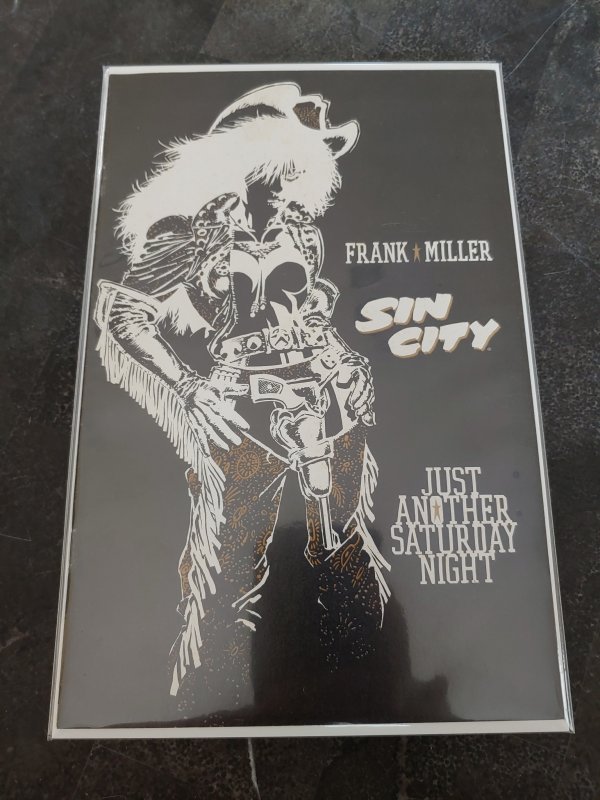 FRANK ★ MILLER
SIN
CITY
JUST
ANOTHER
SATURDAY
NIGHT